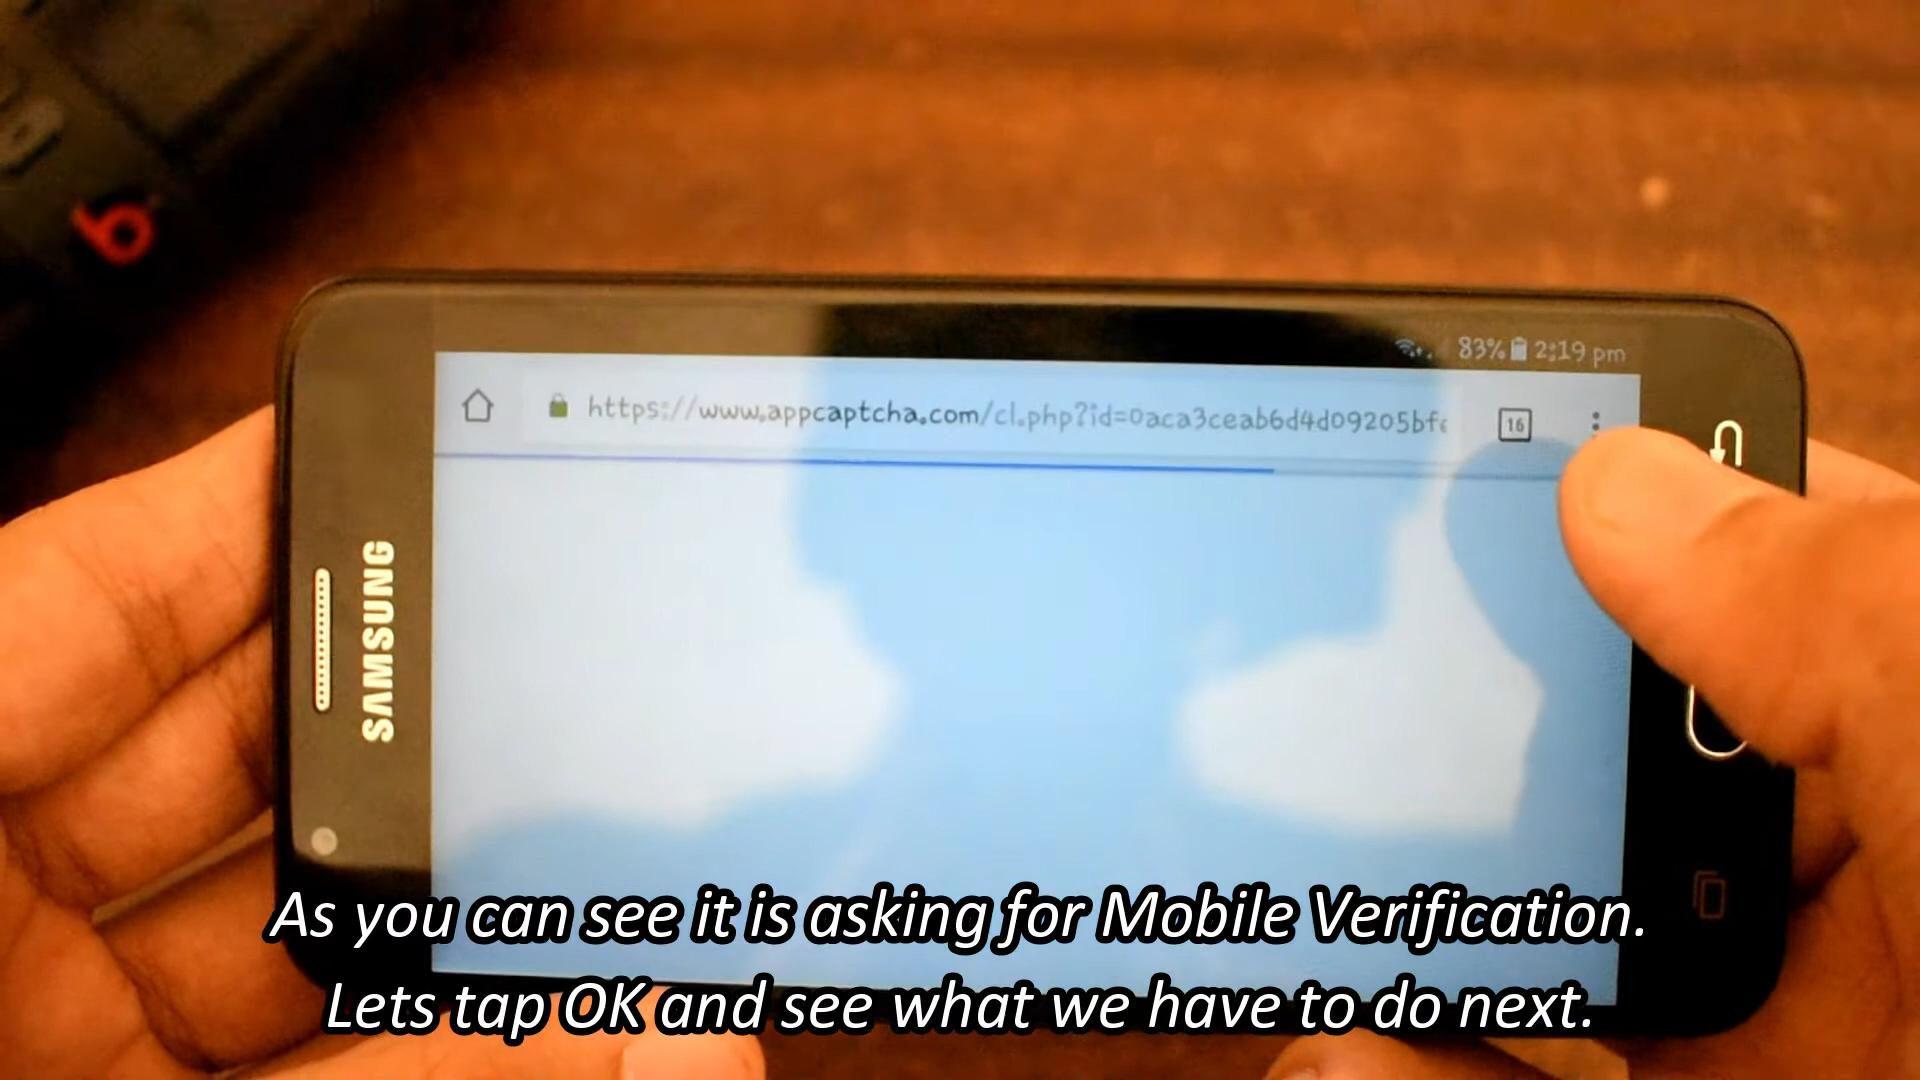 83% 2:19 pm
https://www.appcaptcha.com/cl.php?id=0aca3ceab6d4d09205bf
16
SAMSUNG
As you can see it is asking for Mobile Verification.
Lets tap OK and see what we have to do next.